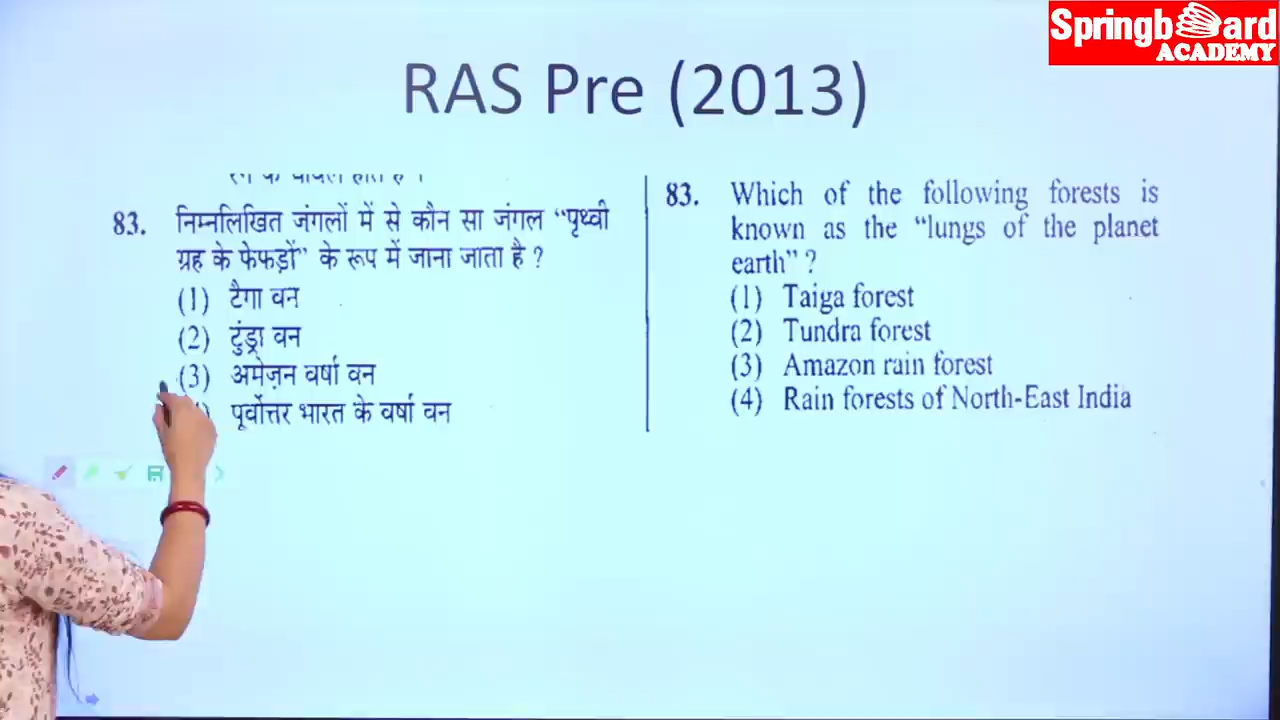 Springboard
ACADEMY
RAS Pre (2013)
83. निम्नलिखित जंगलों में से कौन सा जंगल “पृथ्वी
ग्रह के फेफड़ों” के रूप में जाना जाता है ?
(1) टैगा वन
(2) टुंड्रा वन
(3) अमेज़न वर्षा वन
पूर्वोत्तर भारत के वर्षा वन
83. Which of the following forests is
known as the “lungs of the planet
earth” ?
(1) Taiga forest
(2) Tundra forest
(3) Amazon rain forest
(4) Rain forests of North-East India